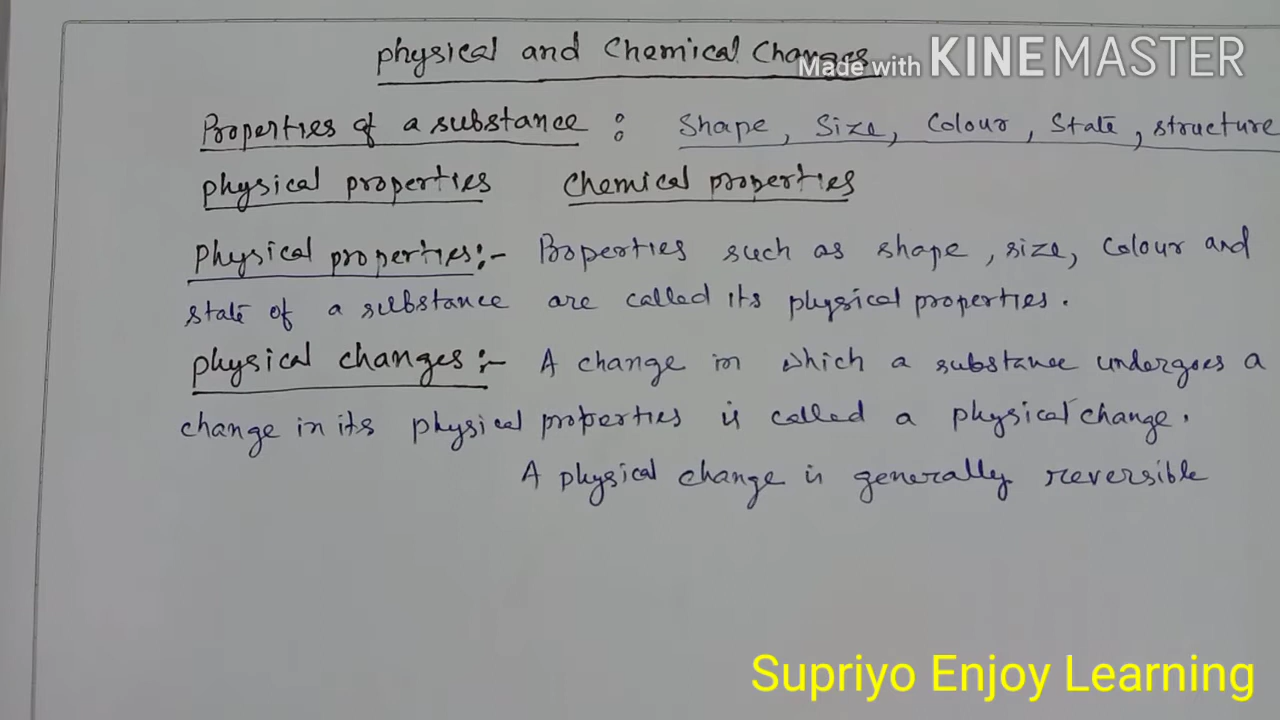 Physical and Chemical Changes
Made with KINEMASTER
Properties of a substance : Shape, Size, Colour, State, structure
physical properties Chemical properties
Physical properties:- Properties such as shape, size, colour and
state of a substance are called its physical properties.
physical changes:- A change in which a substance undergoes a
change in its physical properties is called a physical change.
A physical change is generally reversible
Supriyo Enjoy Learning